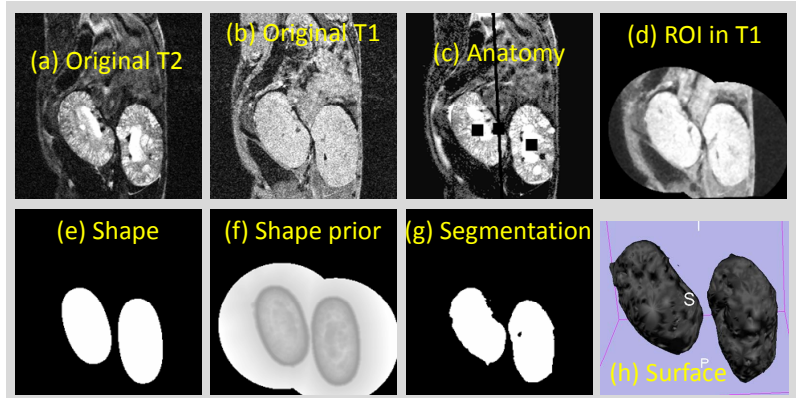 (a) Original T2
(b) Original T1
(c) Anatomy
(d) ROI in T1
(e) Shape
(f) Shape prior
(g) Segmentation
I
S
P
(h) Surface